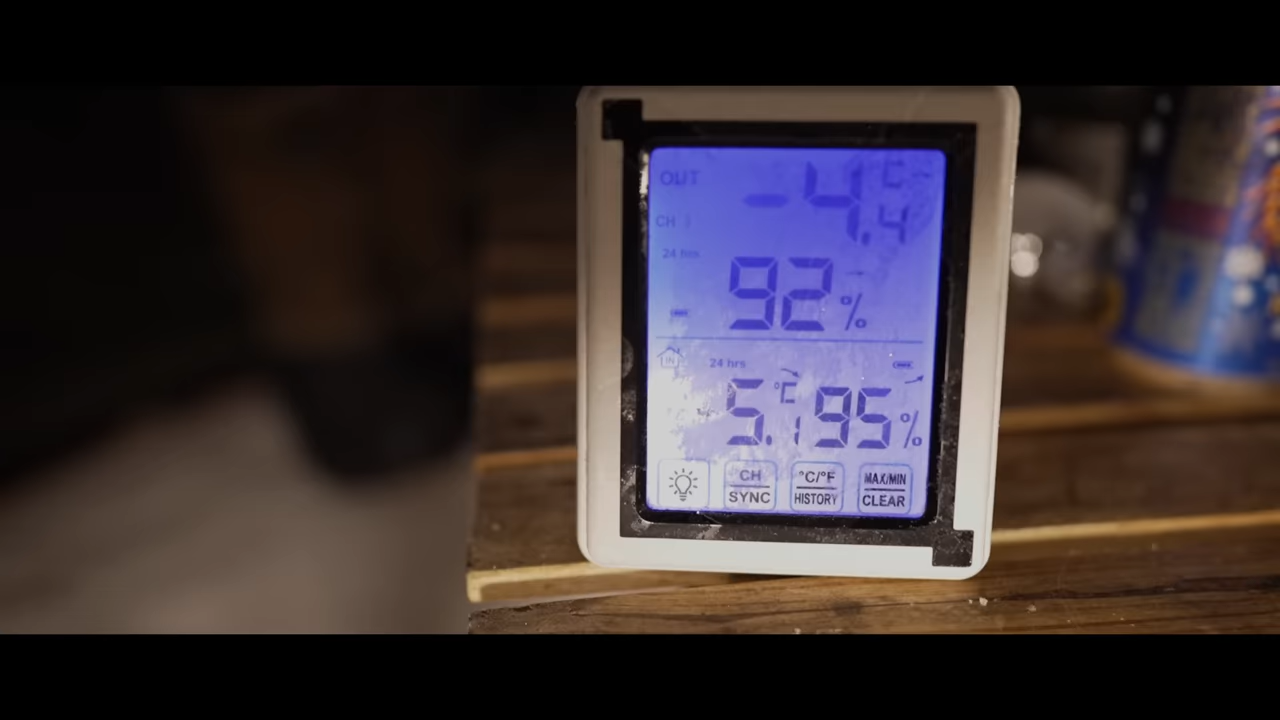 OUT
-4.4 °C
CH 1
24 hrs
92 %
IN
24 hrs
5.1 °C 95 %
CH
SYNC
°C/°F
HISTORY
MAX/MIN
CLEAR